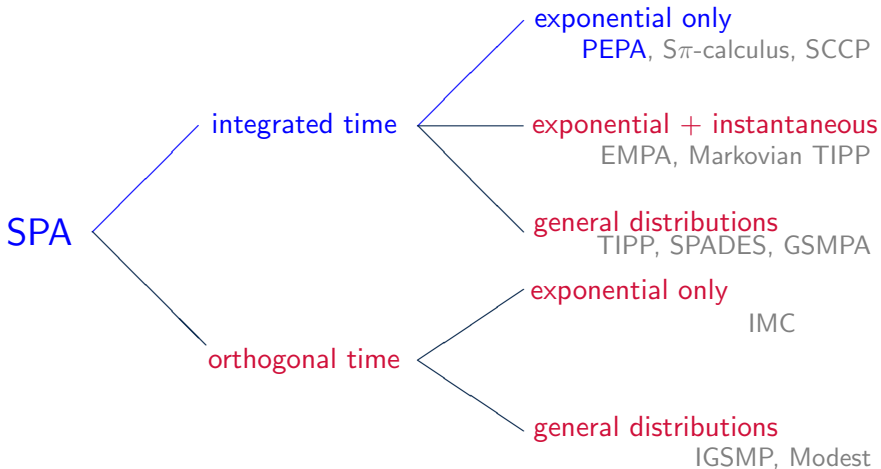 exponential only
PEPA, Sπ-calculus, SCCP
integrated time
exponential + instantaneous
EMPA, Markovian TIPP
SPA
general distributions
TIPP, SPADES, GSMPA
exponential only
IMC
orthogonal time
general distributions
IGSMP, Modest